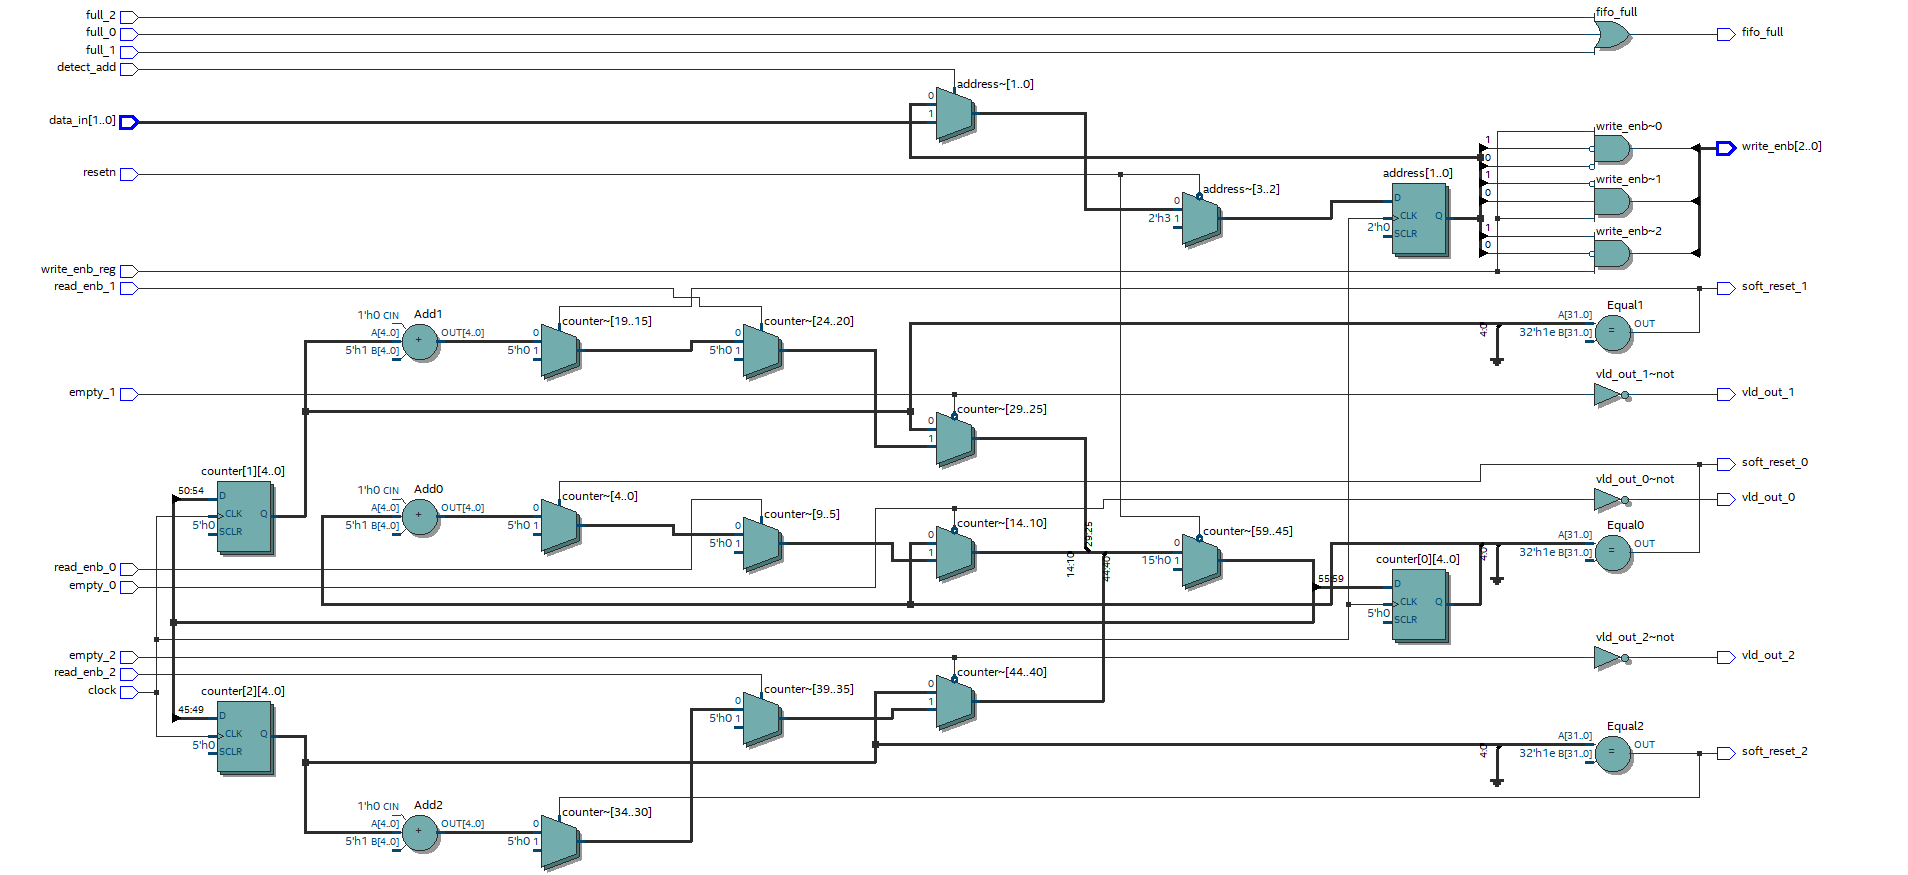 full_2
fifo_full
full_0
fifo_full
full_1
detect_add
address~[1..0]
0
1
data_in[1..0]
write_enb~0
1
0
write_enb[2..0]
resetn
address~[3..2]
0
2'h3 1
address[1..0]
D
CLK
Q
2'h0
SCLR
write_enb~1
1
0
write_enb~2
1
0
write_enb_reg
read_enb_1
soft_reset_1
1'h0 CIN
Add1
A[4..0]
OUT[4..0]
5'h1 B[4..0]
counter~[19..15]
0
5'h0 1
counter~[24..20]
0
5'h0 1
4:0
Equal1
A[31..0]
OUT
32'h1e B[31..0]
empty_1
vld_out_1~not
vld_out_1
counter~[29..25]
0
1
counter[1][4..0]
50:54
D
CLK
Q
5'h0
SCLR
soft_reset_0
1'h0 CIN
Add0
A[4..0]
OUT[4..0]
5'h1 B[4..0]
counter~[4..0]
0
5'h0 1
counter~[9..5]
0
5'h0 1
vld_out_0~not
vld_out_0
counter~[14..10]
0
1
29:25
14:10
44:40
counter~[59..45]
0
15'h0 1
4:0
Equal0
A[31..0]
OUT
32'h1e B[31..0]
read_enb_0
empty_0
55:59
counter[0][4..0]
D
CLK
Q
5'h0
SCLR
vld_out_2~not
empty_2
vld_out_2
read_enb_2
clock
counter~[44..40]
0
1
counter[2][4..0]
45:49
D
CLK
Q
5'h0
SCLR
counter~[39..35]
0
5'h0 1
4:0
Equal2
A[31..0]
OUT
32'h1e B[31..0]
soft_reset_2
1'h0 CIN
Add2
A[4..0]
OUT[4..0]
5'h1 B[4..0]
counter~[34..30]
0
5'h0 1